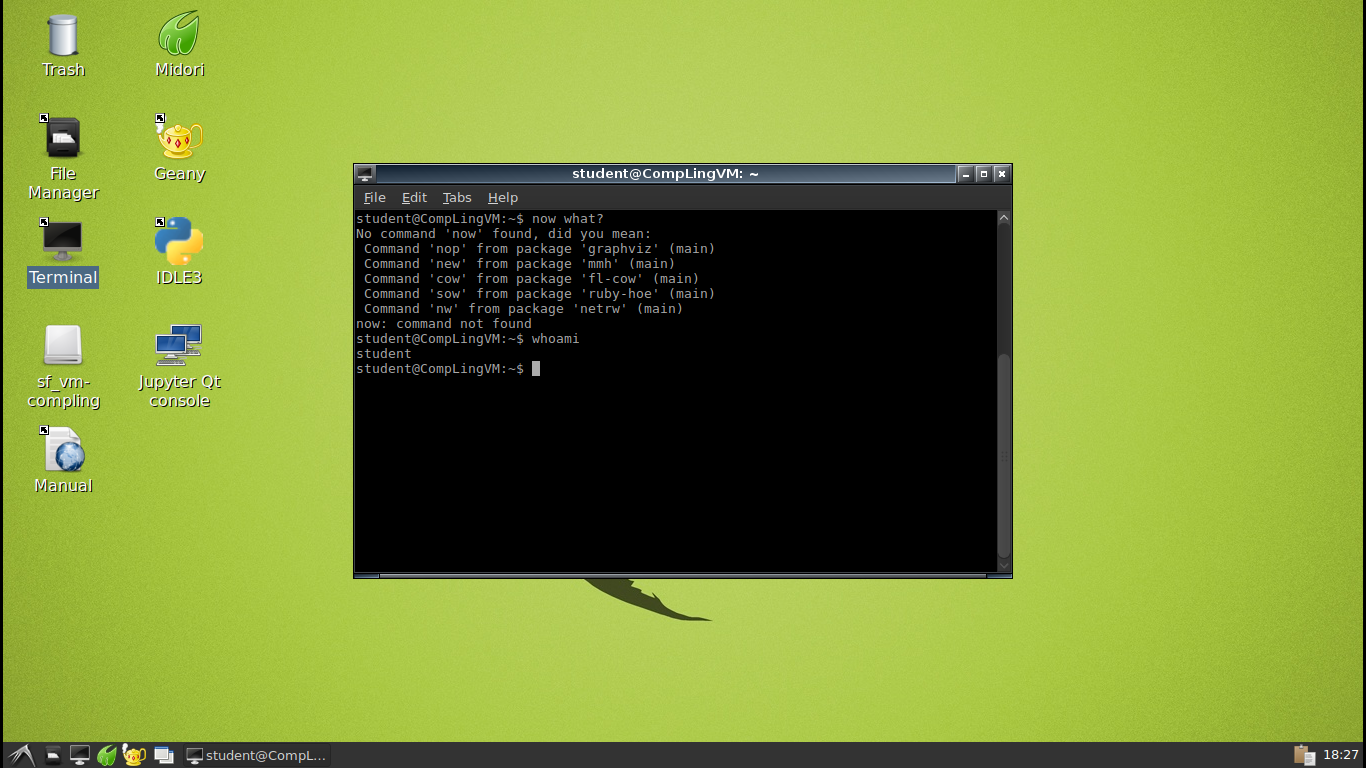 Trash
Midori
File
Manager
Geany
Terminal
IDLE3
sf_vm-
compling
Jupyter Qt
console
Manual
student@CompLingVM: ~
File Edit Tabs Help
student@CompLingVM:~$ now what?
No command 'now' found, did you mean:
 Command 'nop' from package 'graphviz' (main)
 Command 'new' from package 'mmh' (main)
 Command 'cow' from package 'fl-cow' (main)
 Command 'sow' from package 'ruby-hoe' (main)
 Command 'nw' from package 'netrw' (main)
now: command not found
student@CompLingVM:~$ whoami
student
student@CompLingVM:~$
student@CompL...
18:27